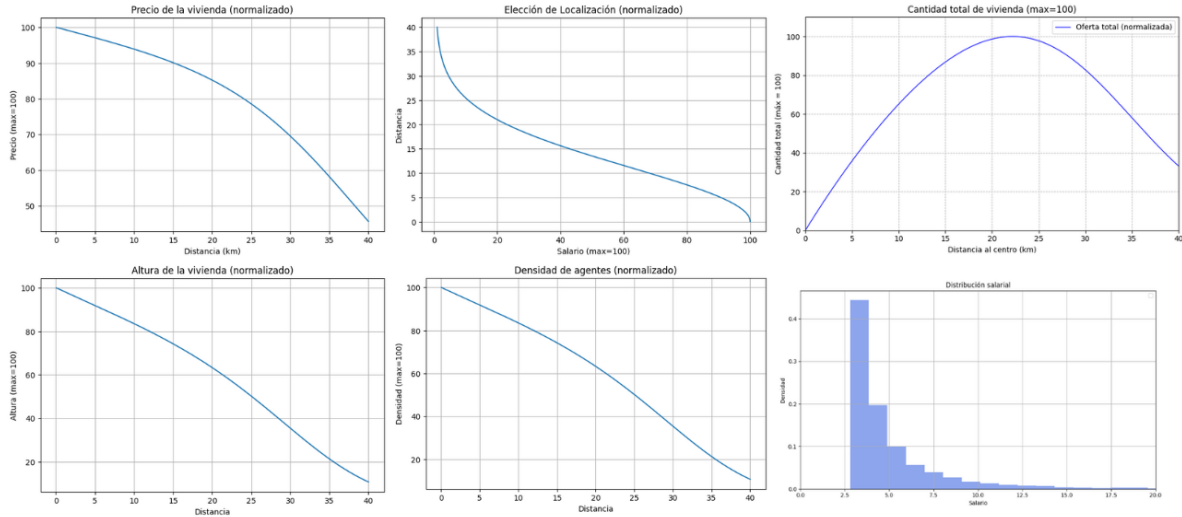 Precio de la vivienda (normalizado)
Precio (max=100)
100
90
80
70
60
50
0 5 10 15 20 25 30 35 40
Distancia (km)
Elección de Localización (normalizado)
Distancia
40
35
30
25
20
15
10
5
0
0 20 40 60 80 100
Salario (max=100)
Cantidad total de vivienda (max=100)
Oferta total (normalizada)
Cantidad total (máx = 100)
100
80
60
40
20
0
0 5 10 15 20 25 30 35 40
Distancia al centro (km)
Altura de la vivienda (normalizado)
Altura (max=100)
100
80
60
40
20
0 5 10 15 20 25 30 35 40
Distancia
Densidad de agentes (normalizado)
Densidad (max=100)
100
80
60
40
20
0 5 10 15 20 25 30 35 40
Distancia
Distribución salarial
Densidad
0.4
0.3
0.2
0.1
0.0
0.0 2.5 5.0 7.5 10.0 12.5 15.0 17.5 20.0
Salario